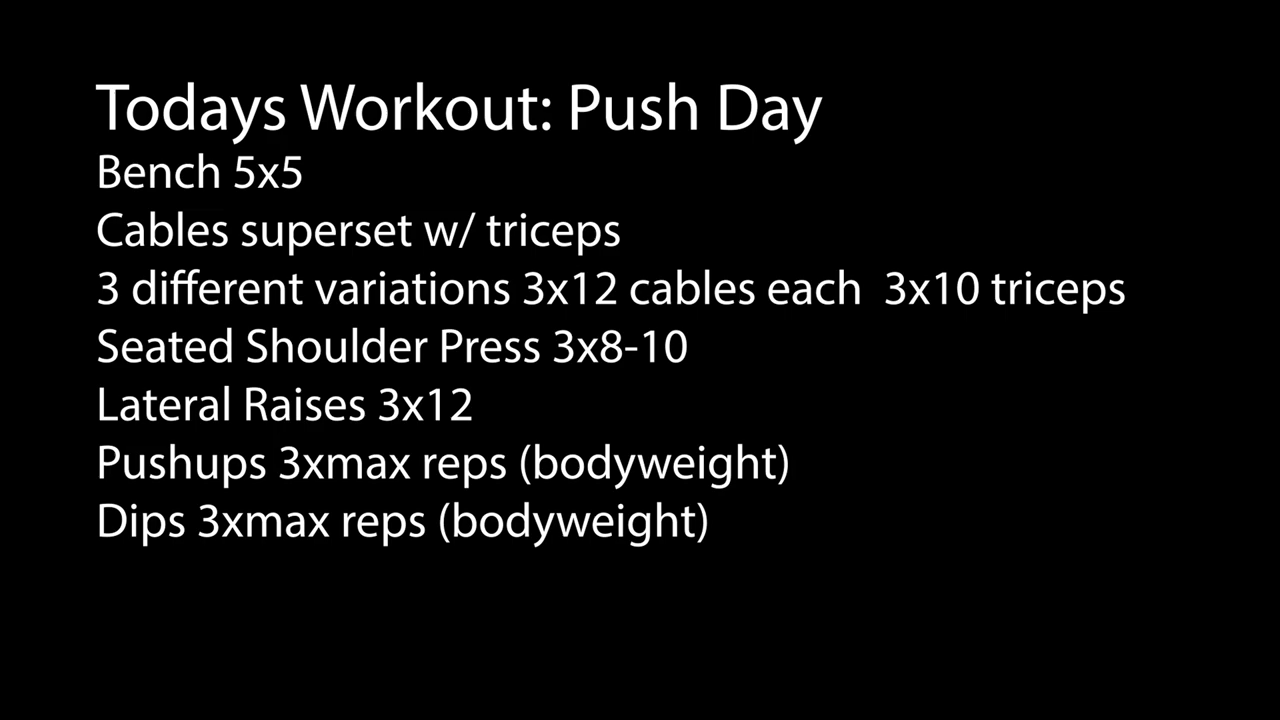 Todays Workout: Push Day
Bench 5x5
Cables superset w/ triceps
3 different variations 3x12 cables each  3x10 triceps
Seated Shoulder Press 3x8-10
Lateral Raises 3x12
Pushups 3xmax reps (bodyweight)
Dips 3xmax reps (bodyweight)